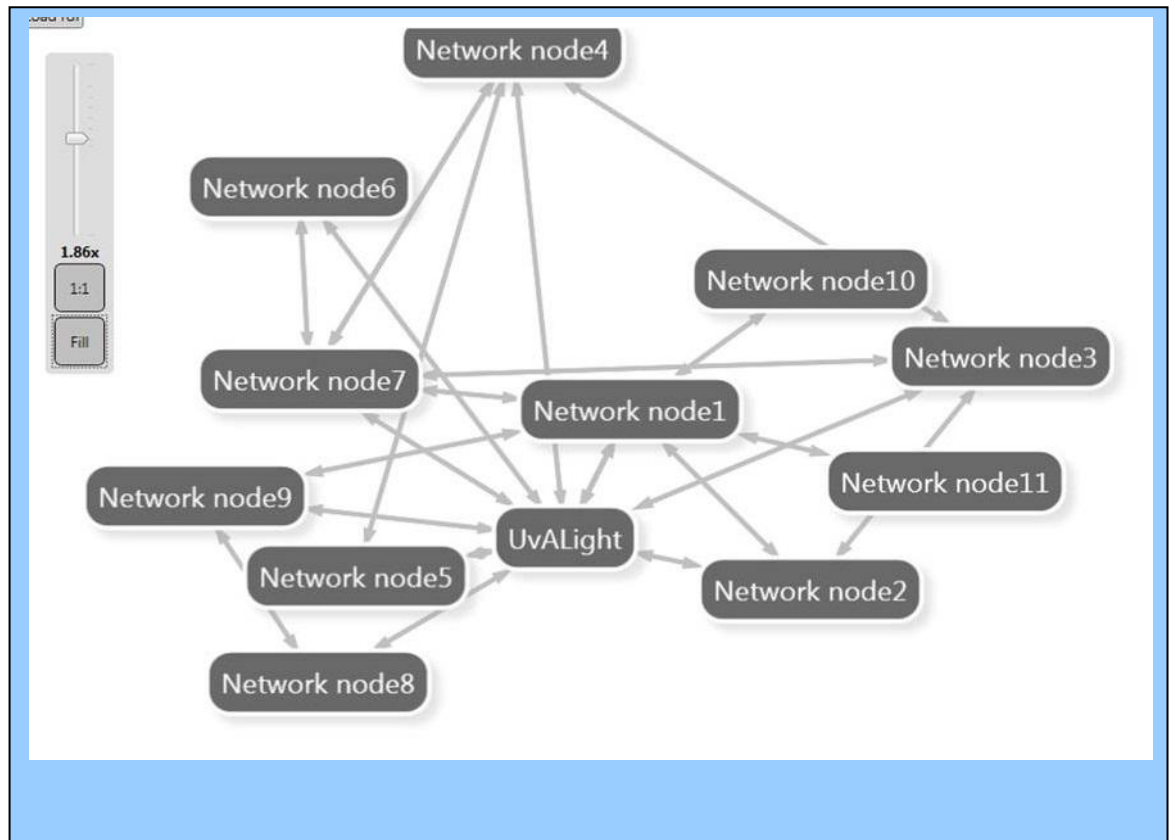 Network node4
Network node6
1.86x
Network node10
1:1
Fill
Network node3
Network node7
Network node1
Network node11
Network node9
UvALight
Network node5
Network node2
Network node8